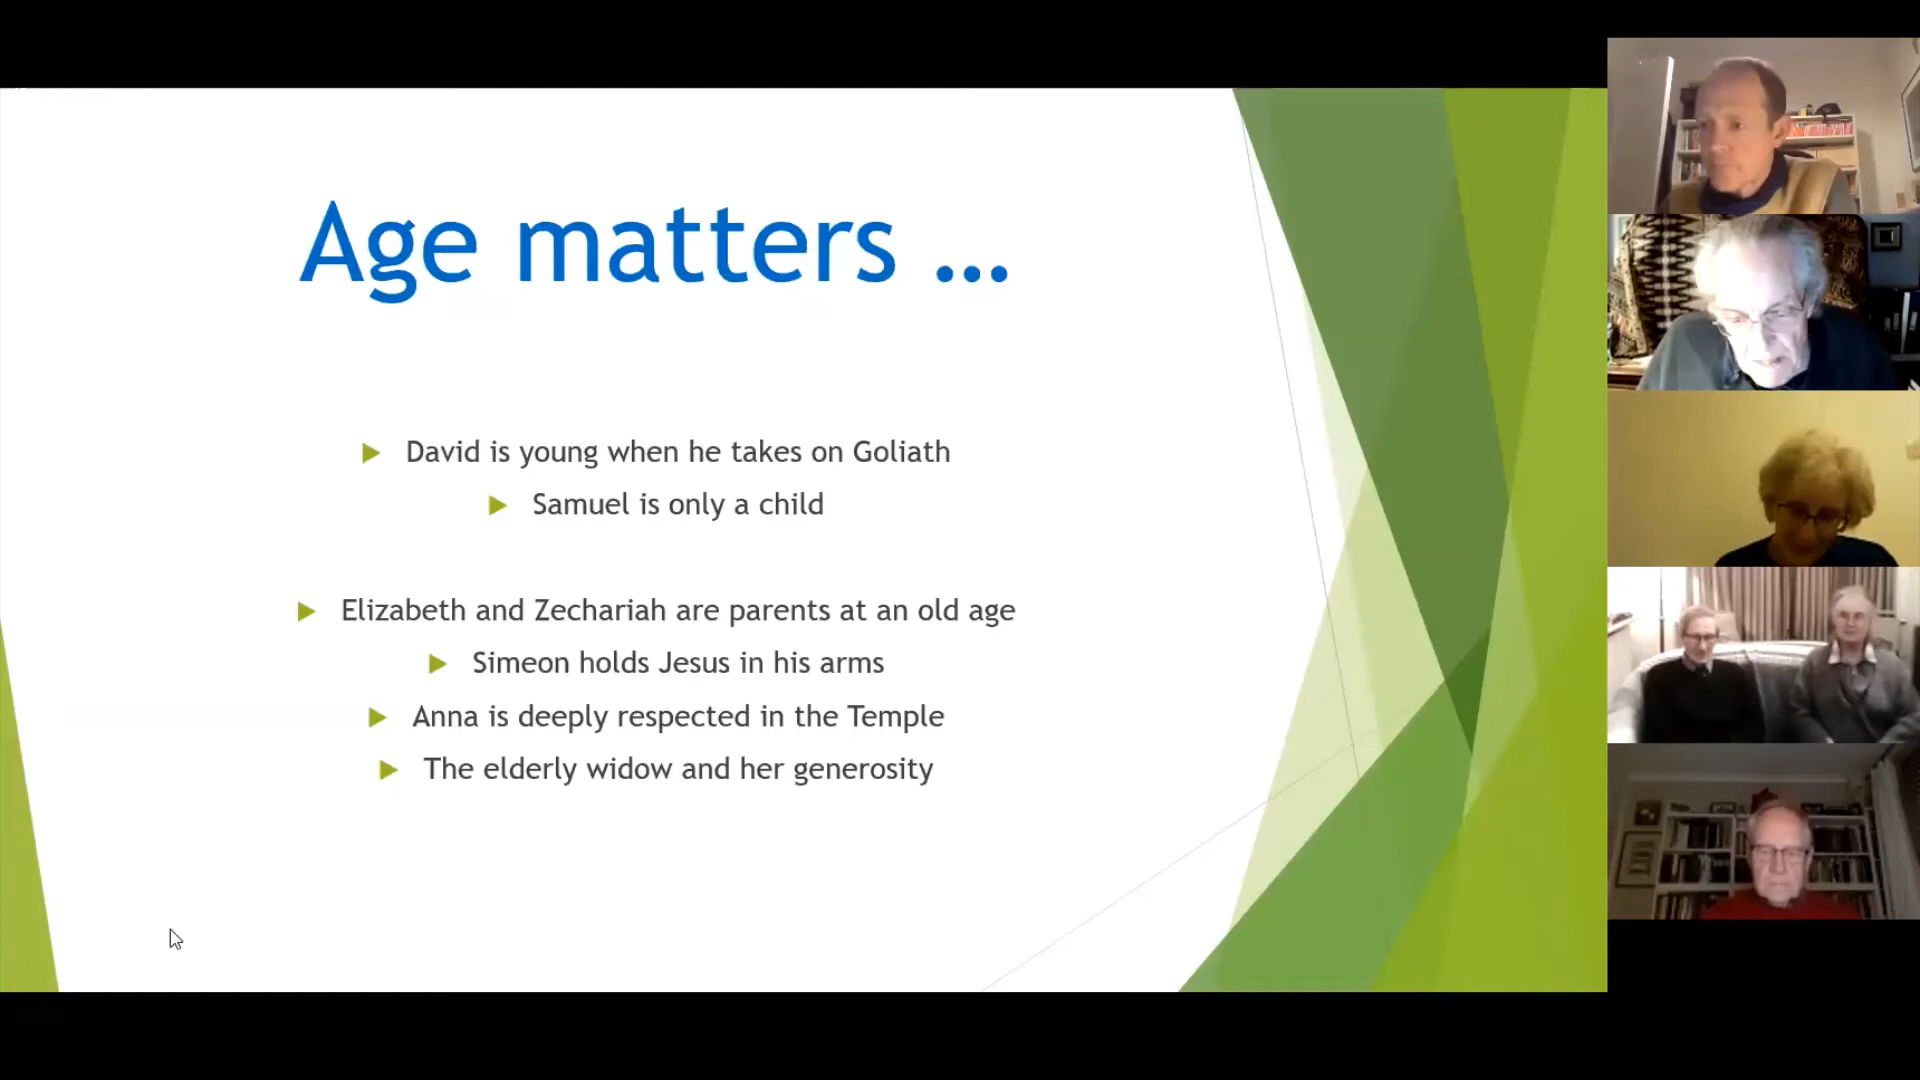 Age matters ...
David is young when he takes on Goliath
Samuel is only a child
Elizabeth and Zechariah are parents at an old age
Simeon holds Jesus in his arms
Anna is deeply respected in the Temple
The elderly widow and her generosity